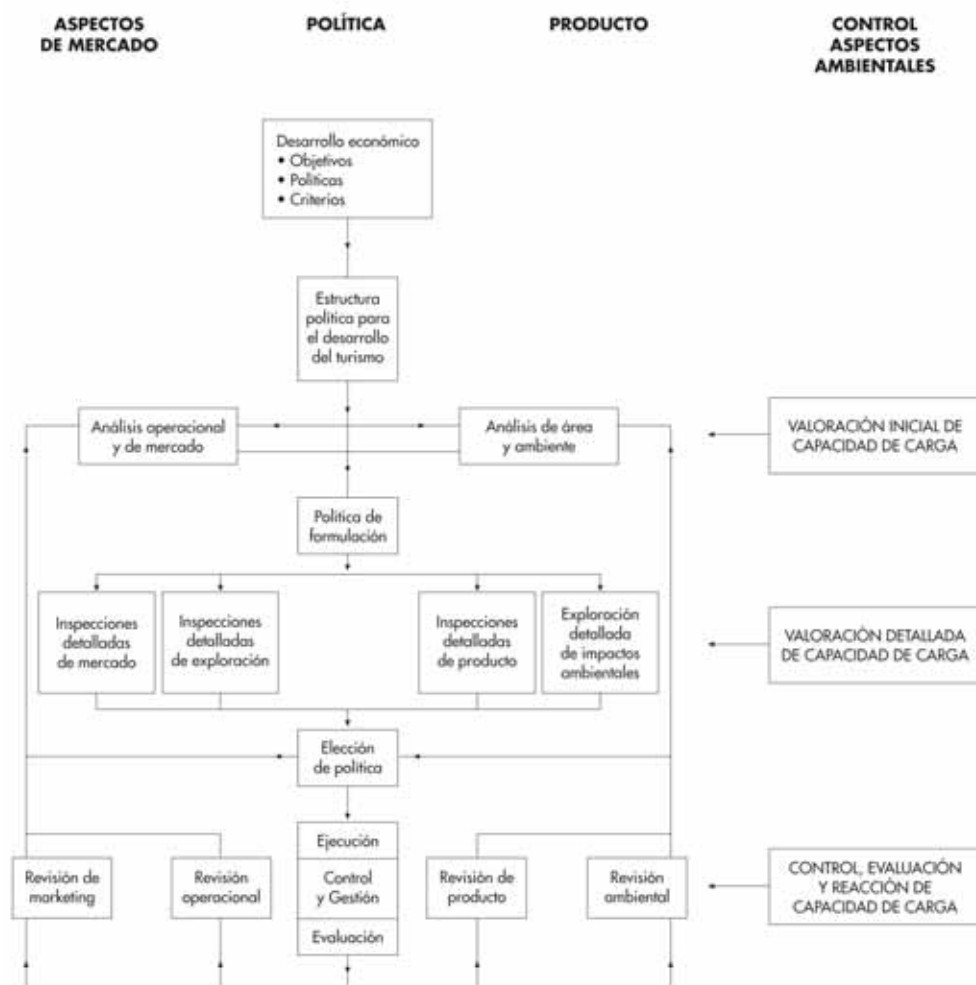 ASPECTOS
DE MERCADO
POLÍTICA
PRODUCTO
CONTROL
ASPECTOS
AMBIENTALES
Desarrollo económico
• Objetivos
• Políticas
• Criterios
Estructura
política para
el desarrollo
del turismo
Análisis operacional
y de mercado
Análisis de área
y ambiente
VALORACIÓN INICIAL DE
CAPACIDAD DE CARGA
Política de
formulación
Inspecciones
detalladas
de mercado
Inspecciones
detalladas
de exploración
Inspecciones
detalladas
de producto
Exploración
detallada
de impactos
ambientales
VALORACIÓN DETALLADA
DE CAPACIDAD DE CARGA
Elección
de política
Ejecución
Control
y Gestión
Evaluación
Revisión de
marketing
Revisión
operacional
Revisión de
producto
Revisión
ambiental
CONTROL, EVALUACIÓN
Y REACCIÓN DE
CAPACIDAD DE CARGA